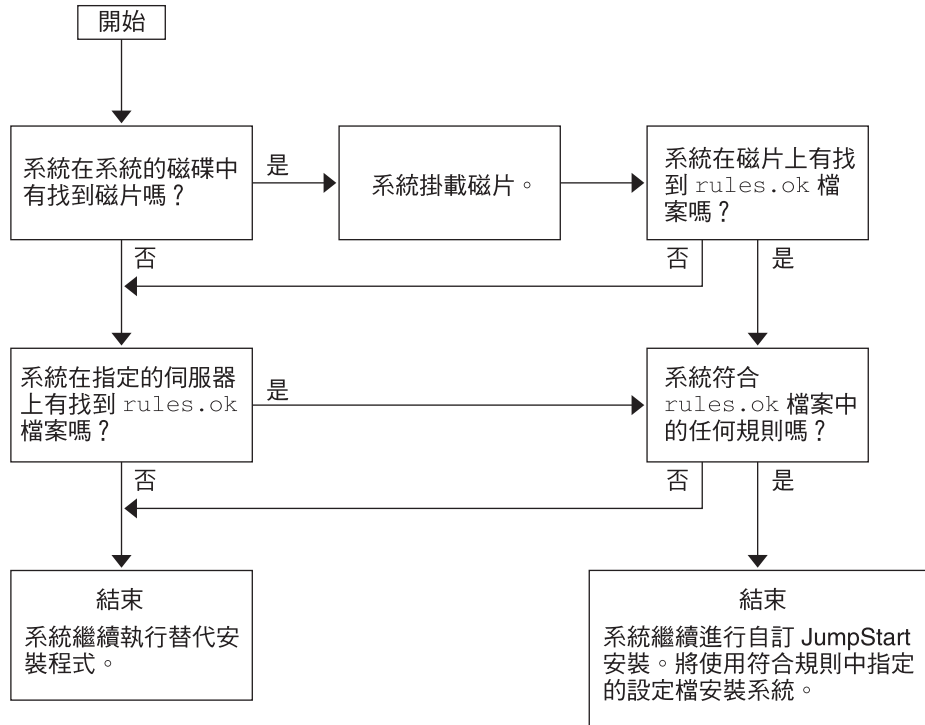 開始
系統在系統的磁碟中
有找到磁片嗎？
是
系統掛載磁片。
系統在磁片上有找
到 rules.ok 檔
案嗎？
否
否
是
系統在指定的伺服器
上有找到 rules.ok
檔案嗎？
是
系統符合
rules.ok 檔案中
的任何規則嗎？
否
否
是
結束
系統繼續執行替代安
裝程式。
結束
系統繼續進行自訂 JumpStart
安裝。將使用符合規則中指定
的設定檔安裝系統。